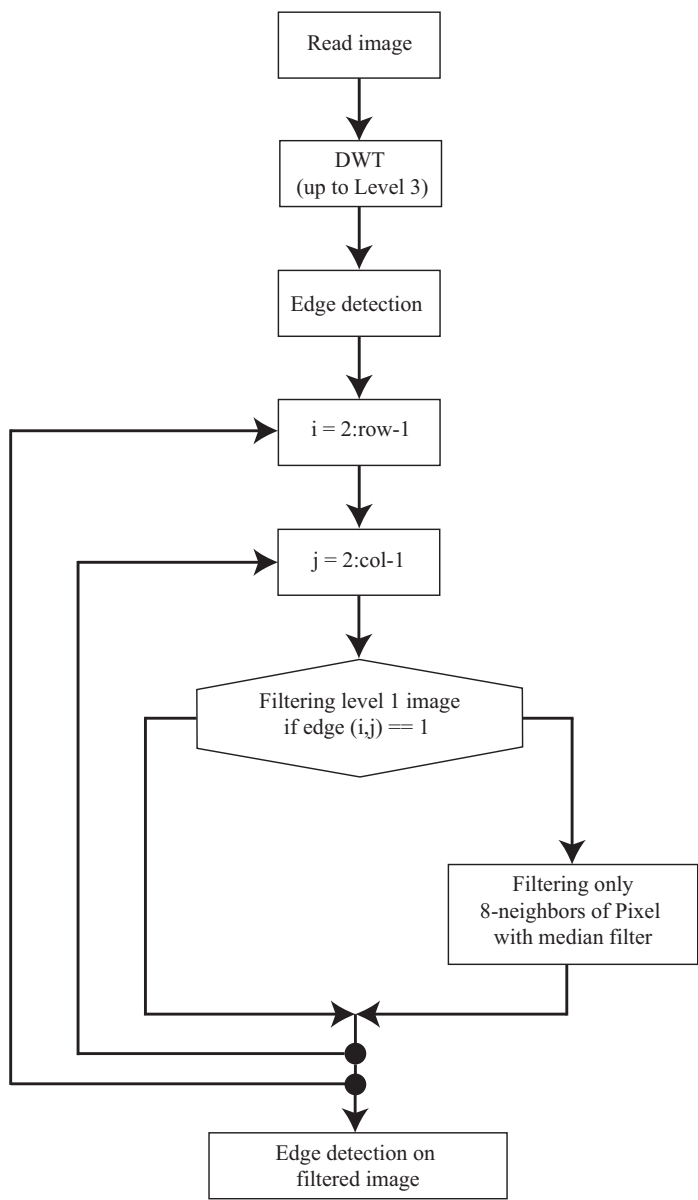 Read image
DWT
(up to Level 3)
Edge detection
i = 2:row-1
j = 2:col-1
Filtering level 1 image
if edge (i,j) == 1
Filtering only
8-neighbors of Pixel
with median filter
Edge detection on
filtered image